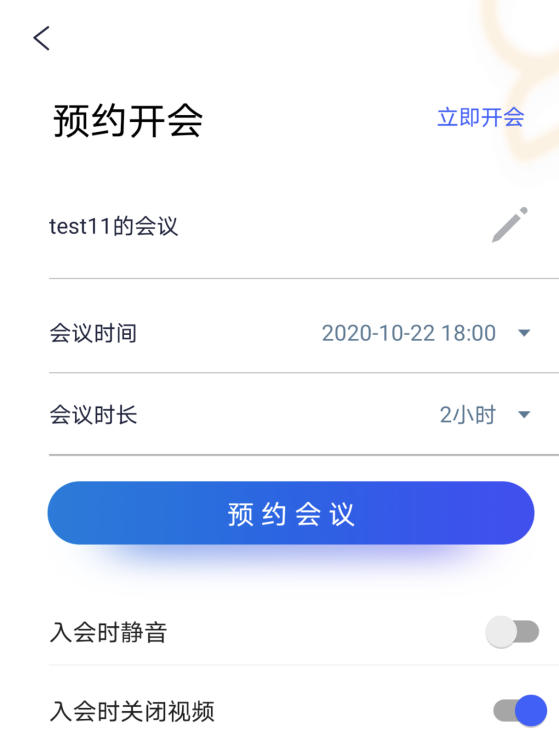 预约开会
立即开会
test11的会议
会议时间 2020-10-22 18:00
会议时长 2小时
预约会议
入会时静音
入会时关闭视频